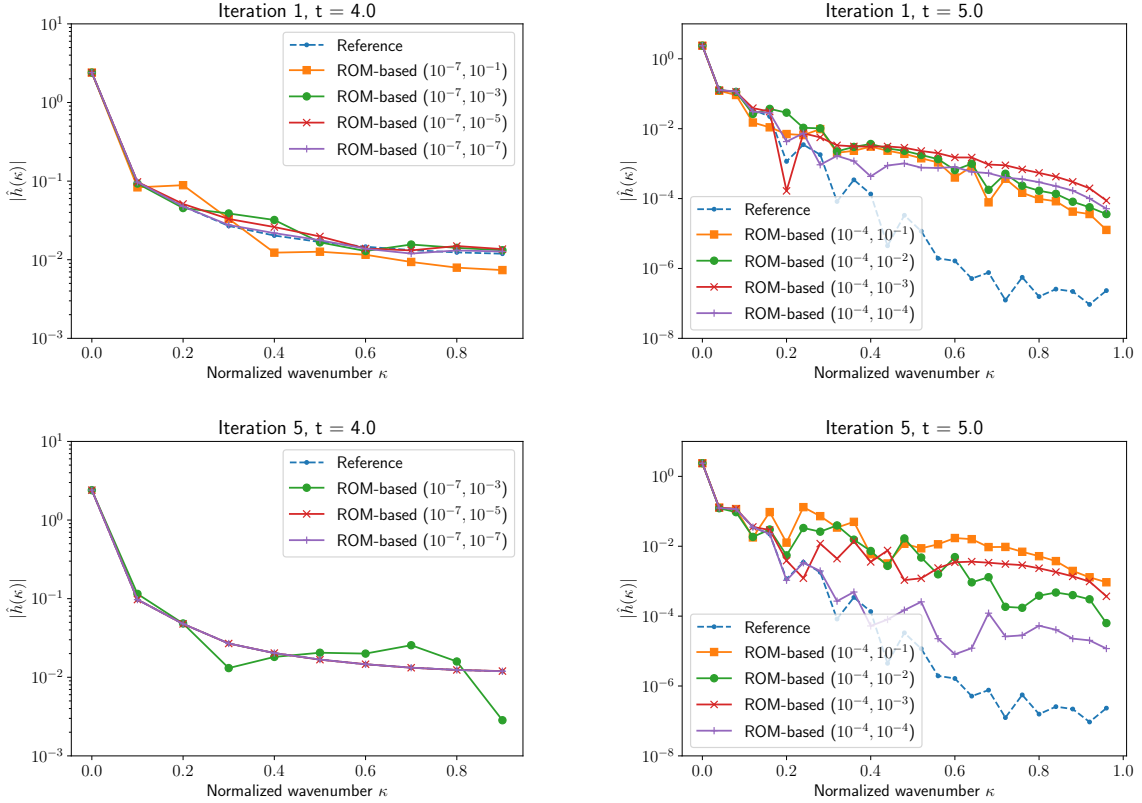 Iteration 1, t = 4.0
10^1
10^0
10^-1
10^-2
10^-3
|ĥ(κ)|
Reference
ROM-based (10^-7, 10^-1)
ROM-based (10^-7, 10^-3)
ROM-based (10^-7, 10^-5)
ROM-based (10^-7, 10^-7)
0.0 0.2 0.4 0.6 0.8
Normalized wavenumber κ
Iteration 1, t = 5.0
10^0
10^-2
10^-4
10^-6
10^-8
|ĥ(κ)|
Reference
ROM-based (10^-4, 10^-1)
ROM-based (10^-4, 10^-2)
ROM-based (10^-4, 10^-3)
ROM-based (10^-4, 10^-4)
0.0 0.2 0.4 0.6 0.8 1.0
Normalized wavenumber κ
Iteration 5, t = 4.0
10^1
10^0
10^-1
10^-2
10^-3
|ĥ(κ)|
Reference
ROM-based (10^-7, 10^-3)
ROM-based (10^-7, 10^-5)
ROM-based (10^-7, 10^-7)
0.0 0.2 0.4 0.6 0.8
Normalized wavenumber κ
Iteration 5, t = 5.0
10^0
10^-2
10^-4
10^-6
10^-8
|ĥ(κ)|
Reference
ROM-based (10^-4, 10^-1)
ROM-based (10^-4, 10^-2)
ROM-based (10^-4, 10^-3)
ROM-based (10^-4, 10^-4)
0.0 0.2 0.4 0.6 0.8 1.0
Normalized wavenumber κ